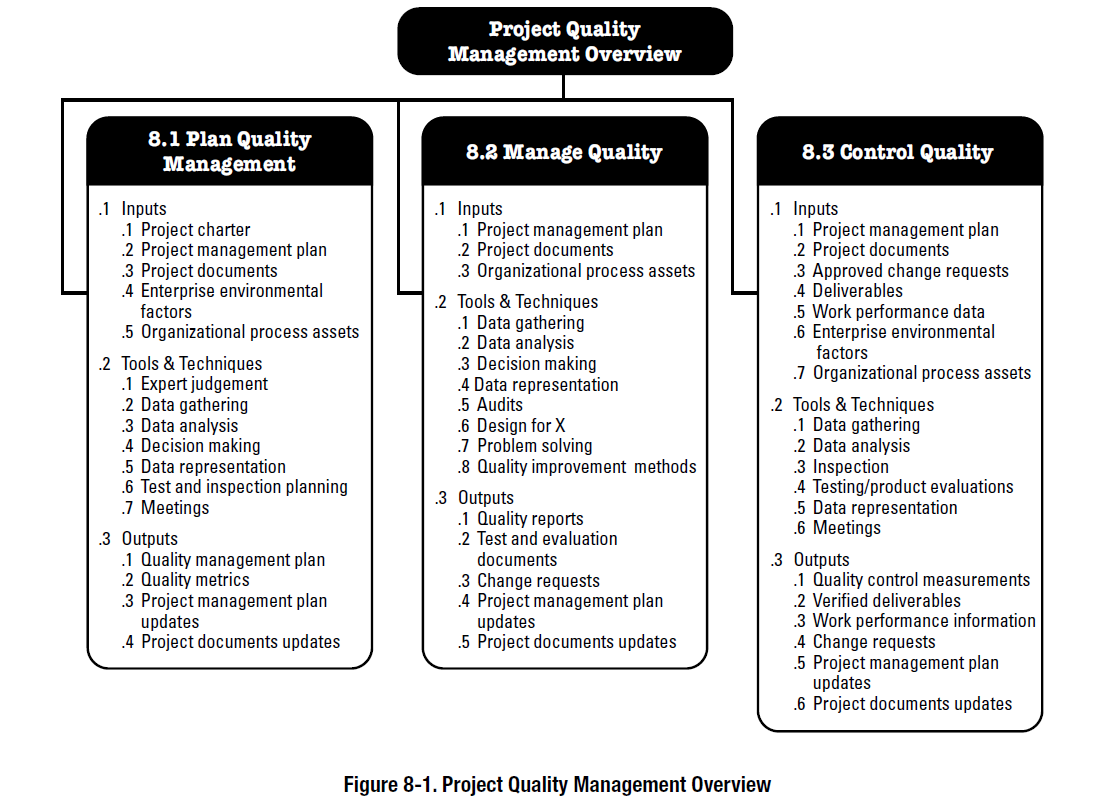 Project Quality
Management Overview
8.1 Plan Quality
Management
.1 Inputs
.1 Project charter
.2 Project management plan
.3 Project documents
.4 Enterprise environmental
factors
.5 Organizational process assets
.2 Tools & Techniques
.1 Expert judgement
.2 Data gathering
.3 Data analysis
.4 Decision making
.5 Data representation
.6 Test and inspection planning
.7 Meetings
.3 Outputs
.1 Quality management plan
.2 Quality metrics
.3 Project management plan
updates
.4 Project documents updates
8.2 Manage Quality
.1 Inputs
.1 Project management plan
.2 Project documents
.3 Organizational process assets
.2 Tools & Techniques
.1 Data gathering
.2 Data analysis
.3 Decision making
.4 Data representation
.5 Audits
.6 Design for X
.7 Problem solving
.8 Quality improvement methods
.3 Outputs
.1 Quality reports
.2 Test and evaluation
documents
.3 Change requests
.4 Project management plan
updates
.5 Project documents updates
8.3 Control Quality
.1 Inputs
.1 Project management plan
.2 Project documents
.3 Approved change requests
.4 Deliverables
.5 Work performance data
.6 Enterprise environmental
factors
.7 Organizational process assets
.2 Tools & Techniques
.1 Data gathering
.2 Data analysis
.3 Inspection
.4 Testing/product evaluations
.5 Data representation
.6 Meetings
.3 Outputs
.1 Quality control measurements
.2 Verified deliverables
.3 Work performance information
.4 Change requests
.5 Project management plan
updates
.6 Project documents updates
Figure 8-1. Project Quality Management Overview